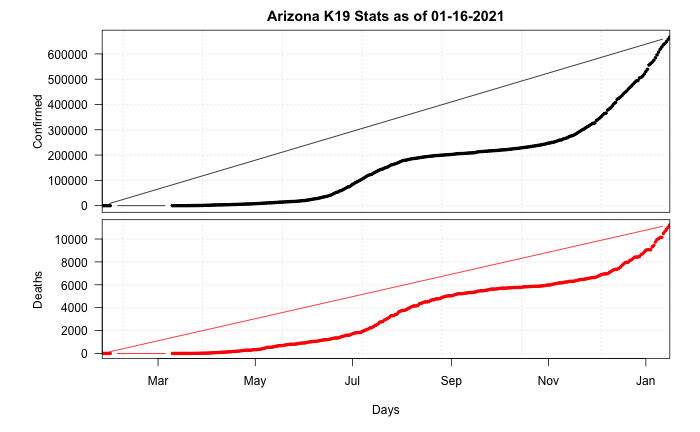 Arizona K19 Stats as of 01-16-2021
600000
500000
400000
300000
200000
100000
0
Confirmed
10000
8000
6000
4000
2000
0
Deaths
Mar May Jul Sep Nov Jan
Days